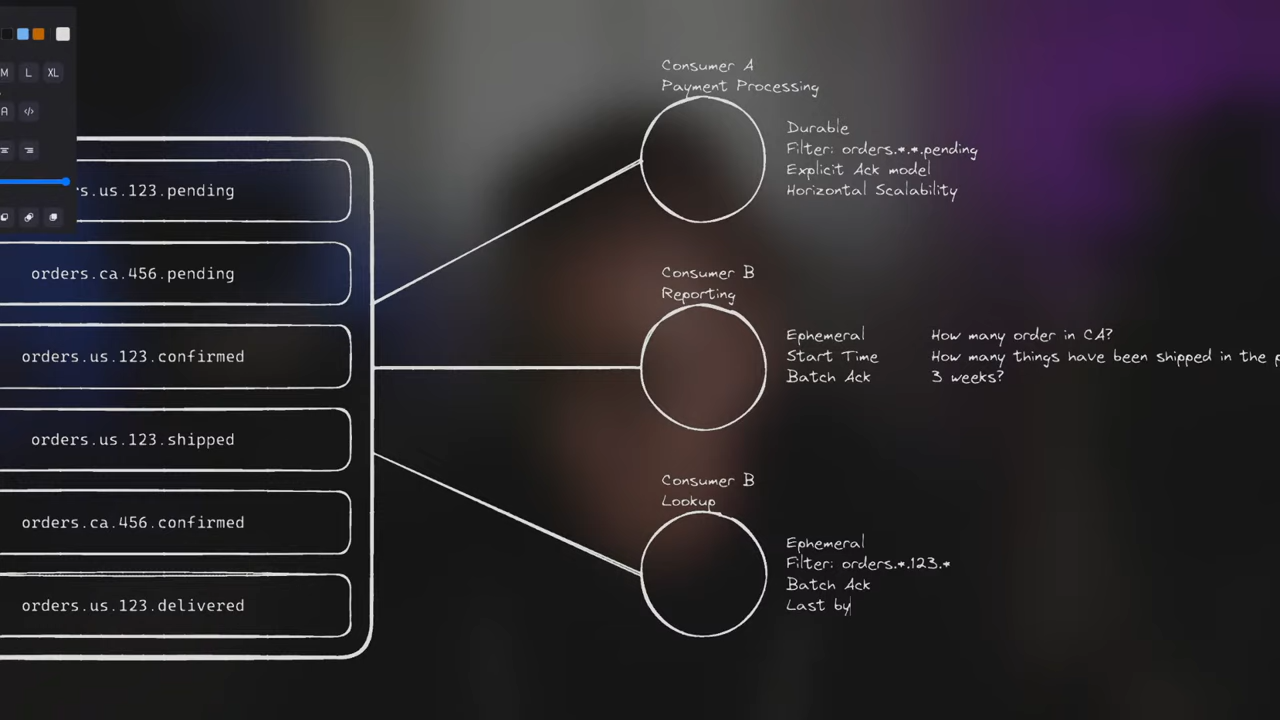 M L XL
A </>
rs.us.123.pending
orders.ca.456.pending
orders.us.123.confirmed
orders.us.123.shipped
orders.ca.456.confirmed
orders.us.123.delivered
Consumer A
Payment Processing
Durable
Filter: orders.*.*.pending
Explicit Ack model
Horizontal Scalability
Consumer B
Reporting
Ephemeral
Start Time
Batch Ack
How many order in CA?
How many things have been shipped in the p
3 weeks?
Consumer B
Lookup
Ephemeral
Filter: orders.*.123.*
Batch Ack
Last by